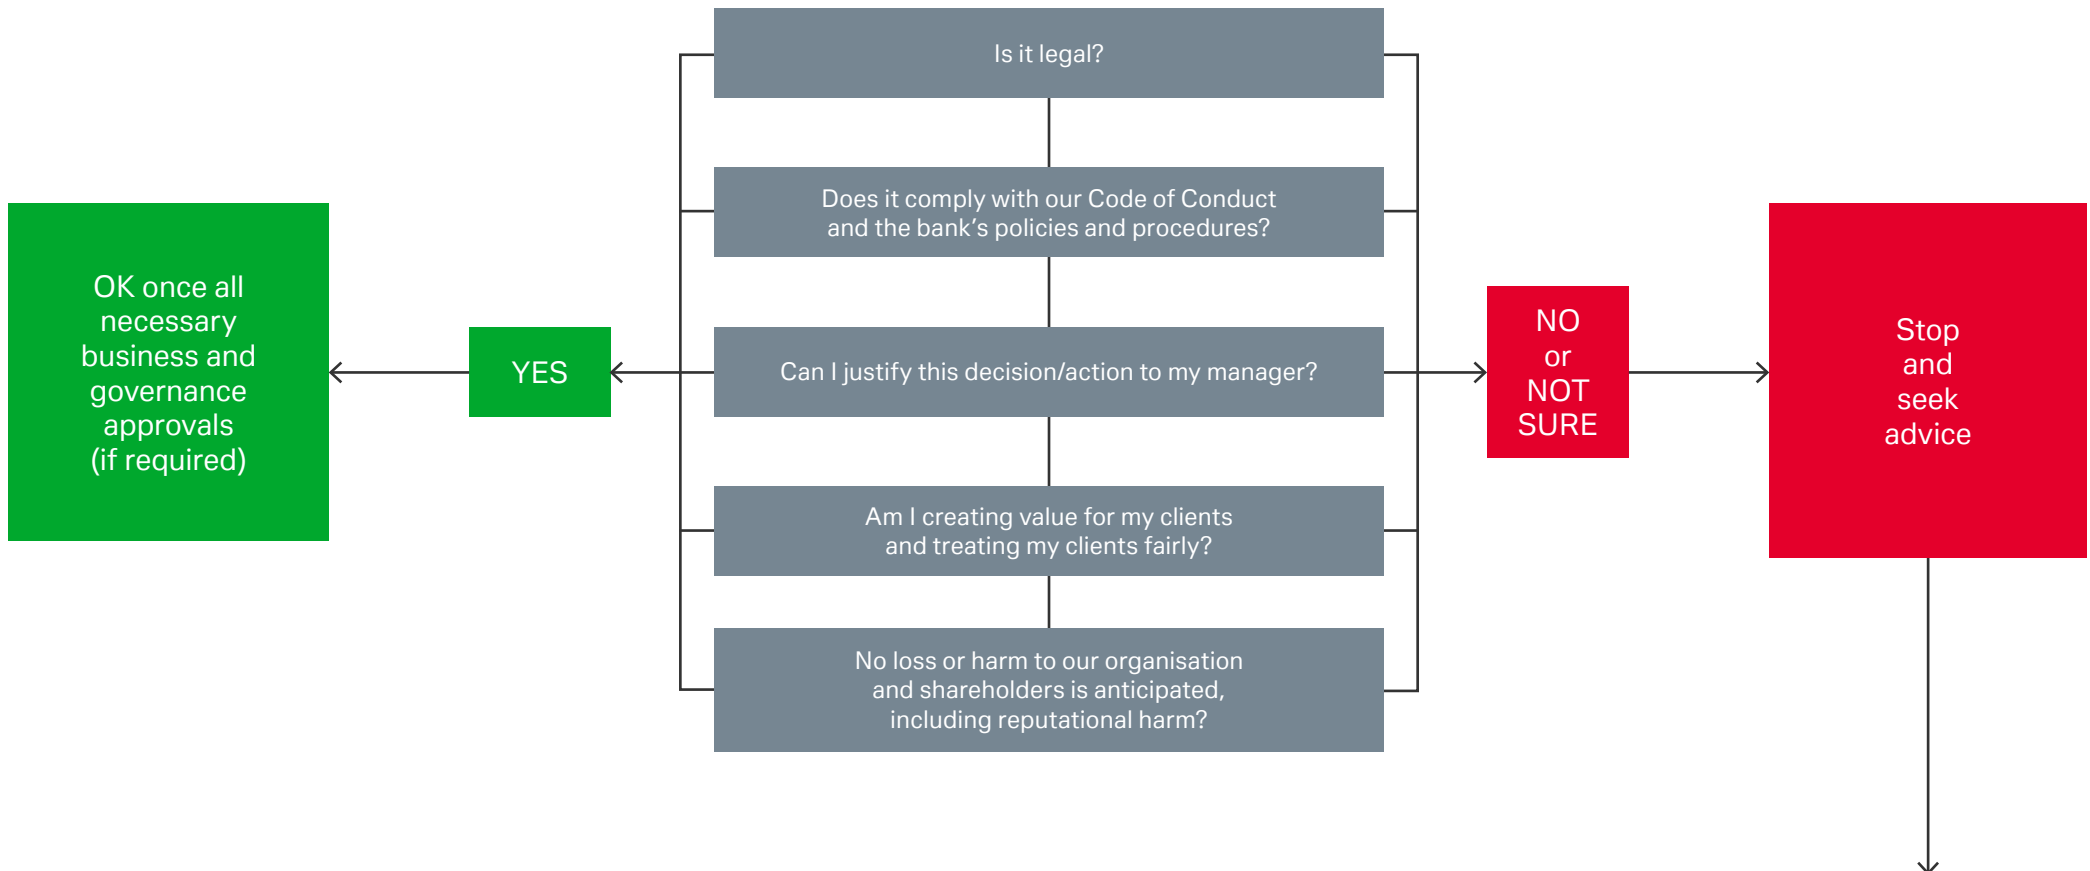 Is it legal?
Does it comply with our Code of Conduct
and the bank’s policies and procedures?
OK once all
necessary
business and
governance
approvals
(if required)
YES
Can I justify this decision/action to my manager?
NO
or
NOT
SURE
Stop
and
seek
advice
Am I creating value for my clients
and treating my clients fairly?
No loss or harm to our organisation
and shareholders is anticipated,
including reputational harm?